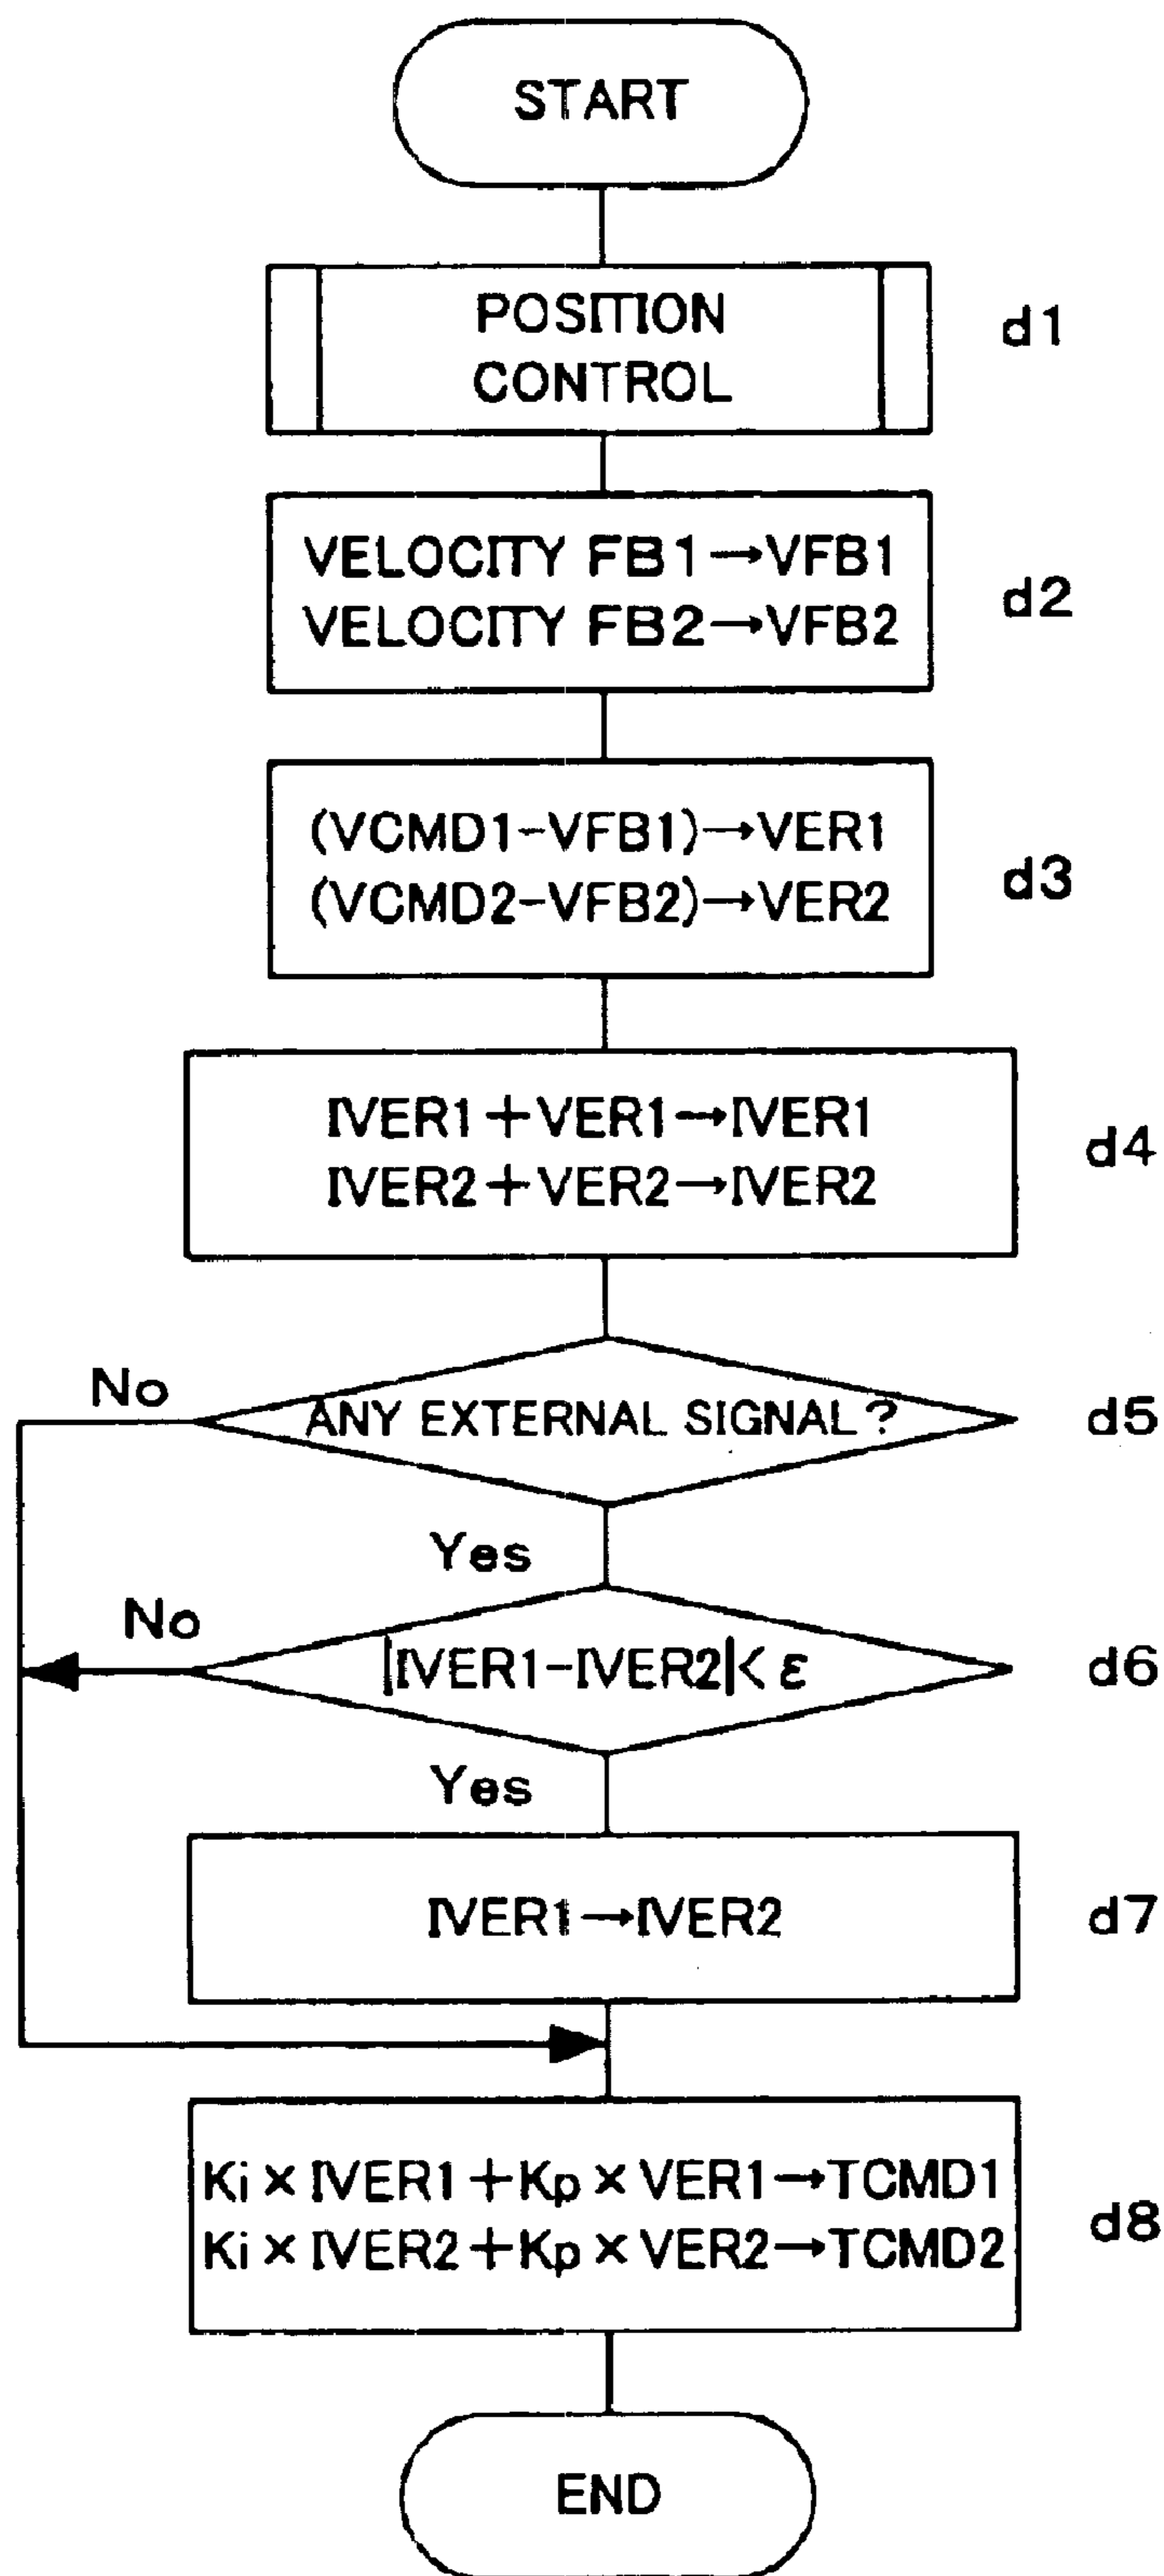 START
POSITION
CONTROL
d1
VELOCITY FB1→VFB1
VELOCITY FB2→VFB2
d2
(VCMD1-VFB1)→VER1
(VCMD2-VFB2)→VER2
d3
IVER1+VER1→IVER1
IVER2+VER2→IVER2
d4
No
ANY EXTERNAL SIGNAL?
d5
Yes
No
|IVER1-IVER2|< ε
d6
Yes
IVER1→IVER2
d7
Ki × IVER1+Kp × VER1→TCMD1
Ki × IVER2+Kp × VER2→TCMD2
d8
END